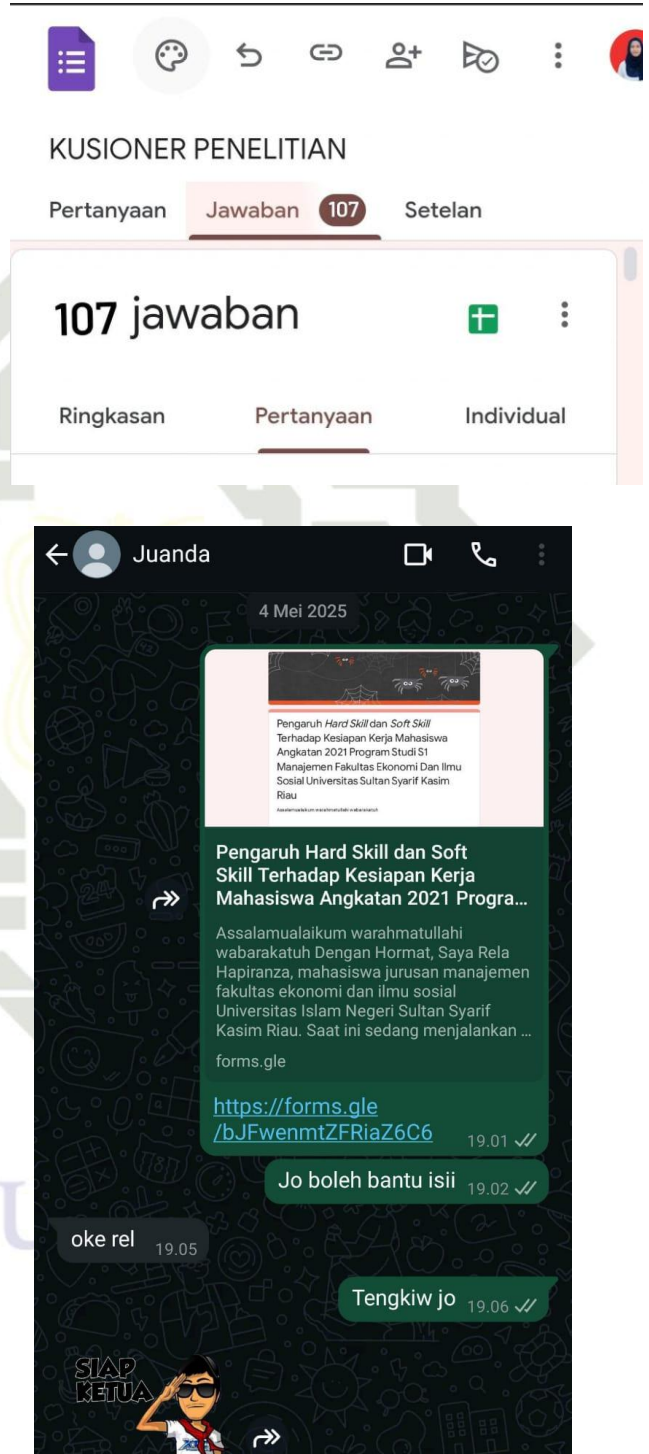 KUSIONER PENELITIAN
Pertanyaan Jawaban 107 Setelan
107 jawaban
Ringkasan Pertanyaan Individual
Juanda
4 Mei 2025
Pengaruh Hard Skill dan Soft Skill
Terhadap Kesiapan Kerja Mahasiswa
Angkatan 2021 Program Studi S1
Manajemen Fakultas Ekonomi Dan Ilmu
Sosial Universitas Sultan Syarif Kasim
Riau
Assalamualaikum warahmatullahi wabarakatuh
Pengaruh Hard Skill dan Soft
Skill Terhadap Kesiapan Kerja
Mahasiswa Angkatan 2021 Progra...
Assalamualaikum warahmatullahi
wabarakatuh Dengan Hormat, Saya Rela
Hapiranza, mahasiswa jurusan manajemen
fakultas ekonomi dan ilmu sosial
Universitas Islam Negeri Sultan Syarif
Kasim Riau. Saat ini sedang menjalankan ...
forms.gle
https://forms.gle
/bJFwenmtZFRiaZ6C6 19.01
Jo boleh bantu isii 19.02
oke rel 19.05
Tengkiw jo 19.06
SIAP
KETUA